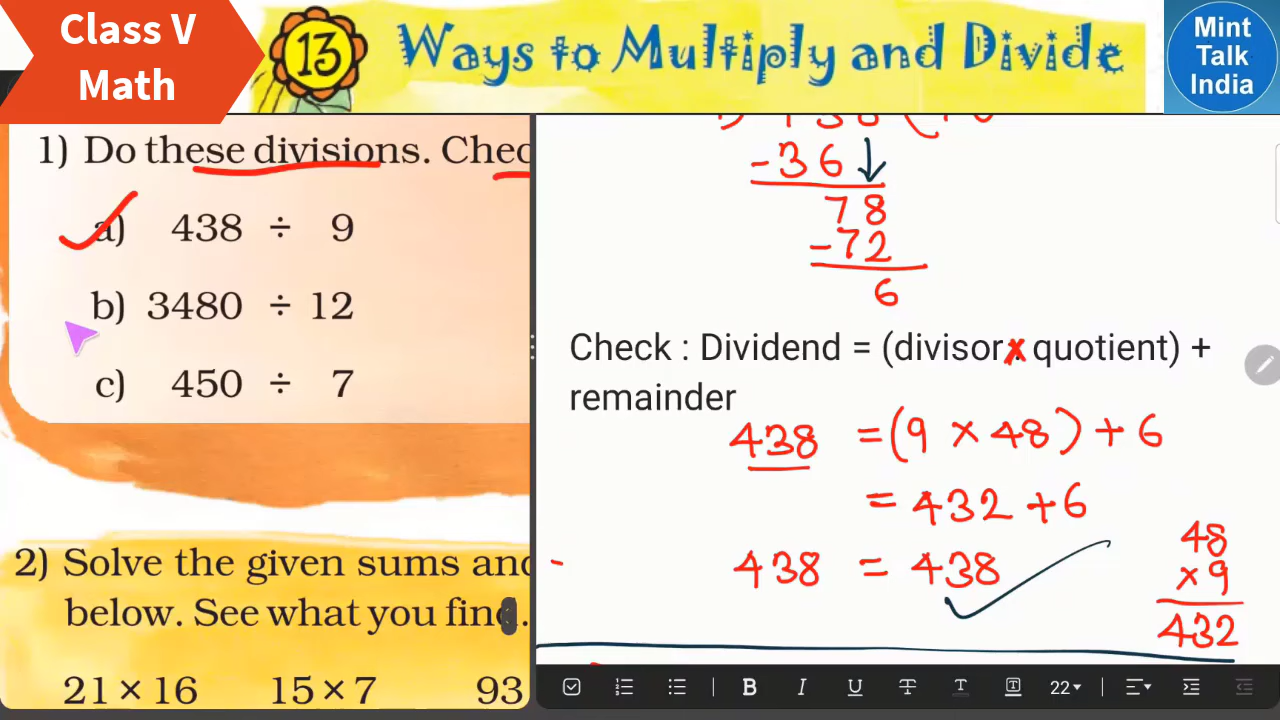 Class V
Math
13 Ways to Multiply and Divide
Mint
Talk
India
1) Do these divisions. Chec
a) 438 ÷ 9
b) 3480 ÷ 12
c) 450 ÷ 7
2) Solve the given sums and
below. See what you find.
21 × 16 15 × 7 93
-36
78
-72
6
Check : Dividend = (divisor x quotient) +
remainder
438 = (9 × 48) + 6
= 432 + 6
438 = 438
48
× 9
432
B I U T T 22